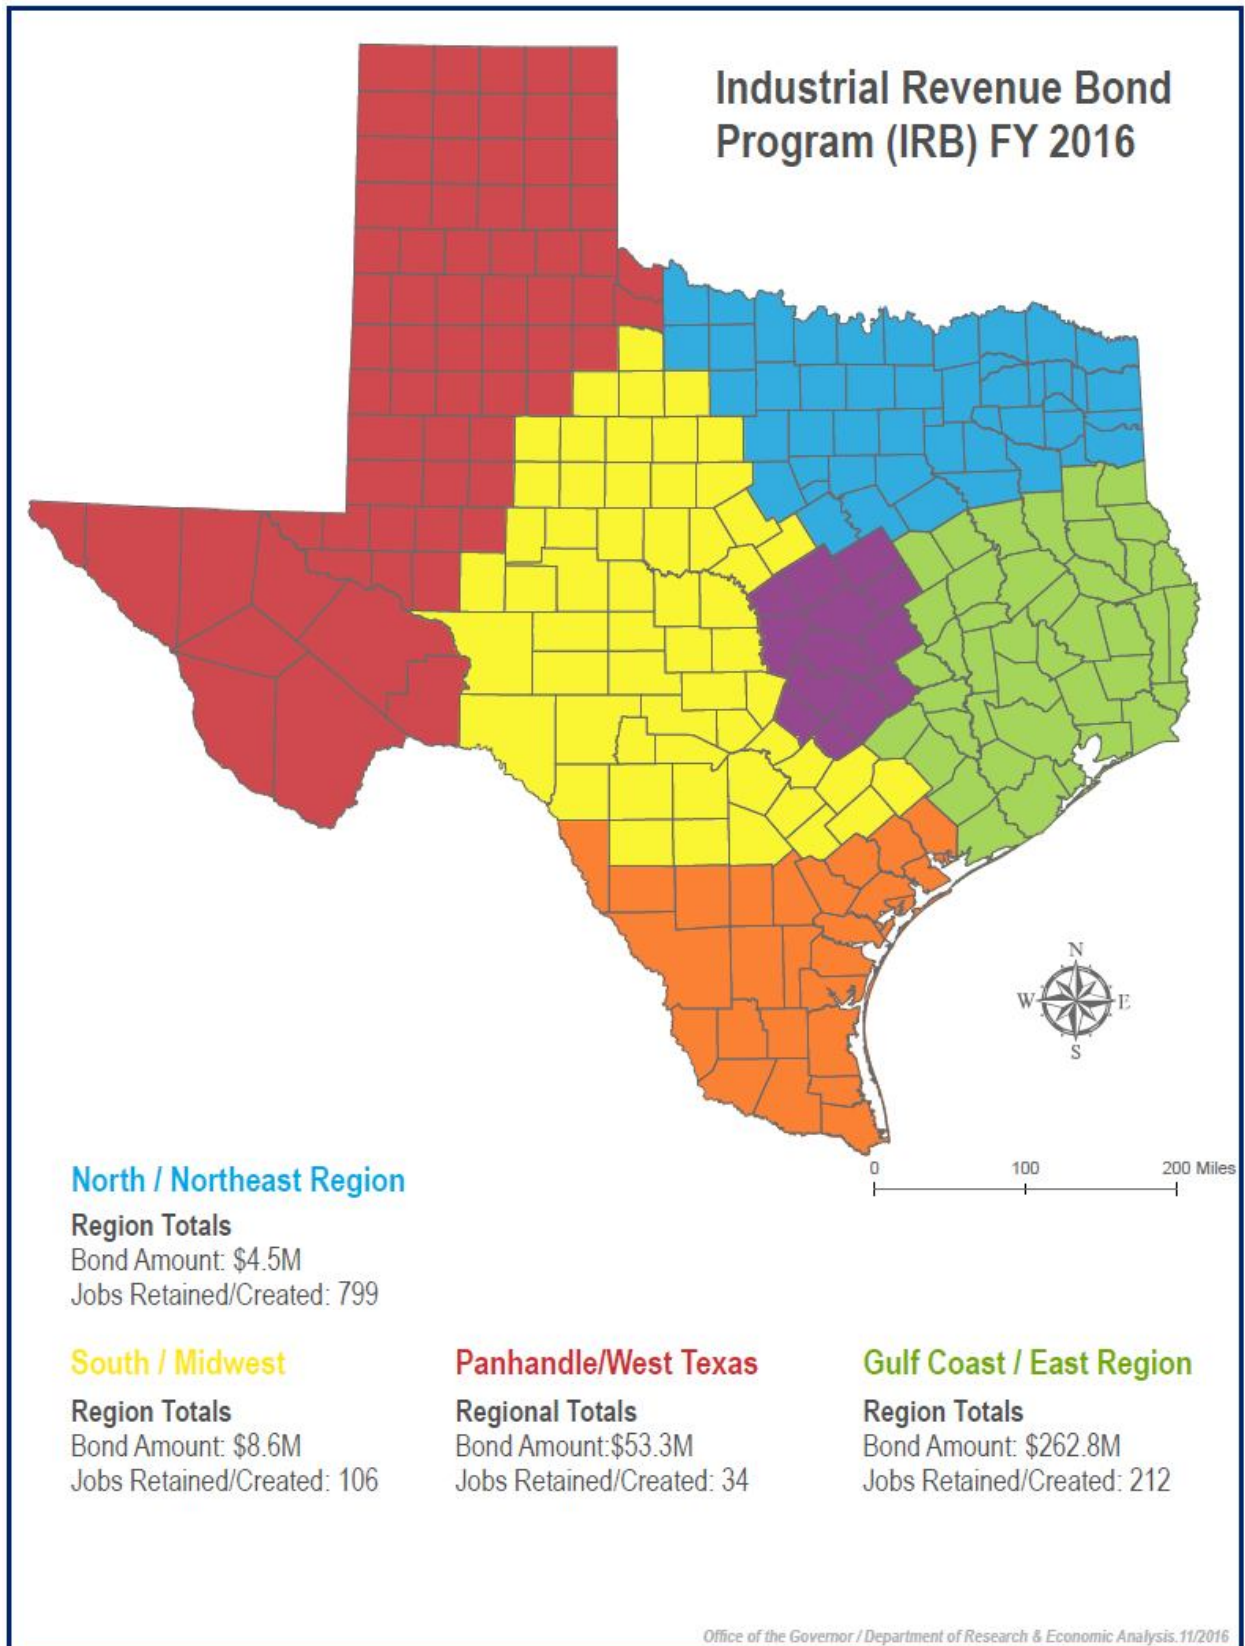 Industrial Revenue Bond
Program (IRB) FY 2016
N
W
E
S
0 100 200 Miles
North / Northeast Region
Region Totals
Bond Amount: $4.5M
Jobs Retained/Created: 799
South / Midwest
Region Totals
Bond Amount: $8.6M
Jobs Retained/Created: 106
Panhandle/West Texas
Regional Totals
Bond Amount:$53.3M
Jobs Retained/Created: 34
Gulf Coast / East Region
Region Totals
Bond Amount: $262.8M
Jobs Retained/Created: 212
Office of the Governor / Department of Research & Economic Analysis.11/2016